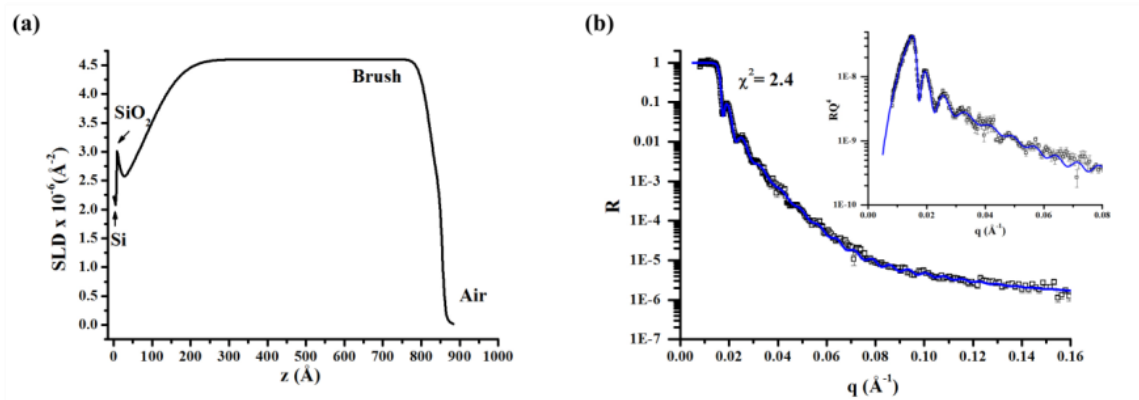 (a)
4.5
4.0
3.5
3.0
2.5
2.0
1.5
1.0
0.5
0.0
SLD x 10⁻⁶(Å⁻²)
SiO₂
Si
Brush
Air
0 100 200 300 400 500 600 700 800 900 1000
z (Å)
(b)
1
0.1
0.01
1E-3
1E-4
1E-5
1E-6
1E-7
R
χ²= 2.4
0.00 0.02 0.04 0.06 0.08 0.10 0.12 0.14 0.16
q (Å⁻¹)
1E-8
1E-9
1E-10
RQ⁴
0.00 0.02 0.04 0.06 0.08
q (Å⁻¹)